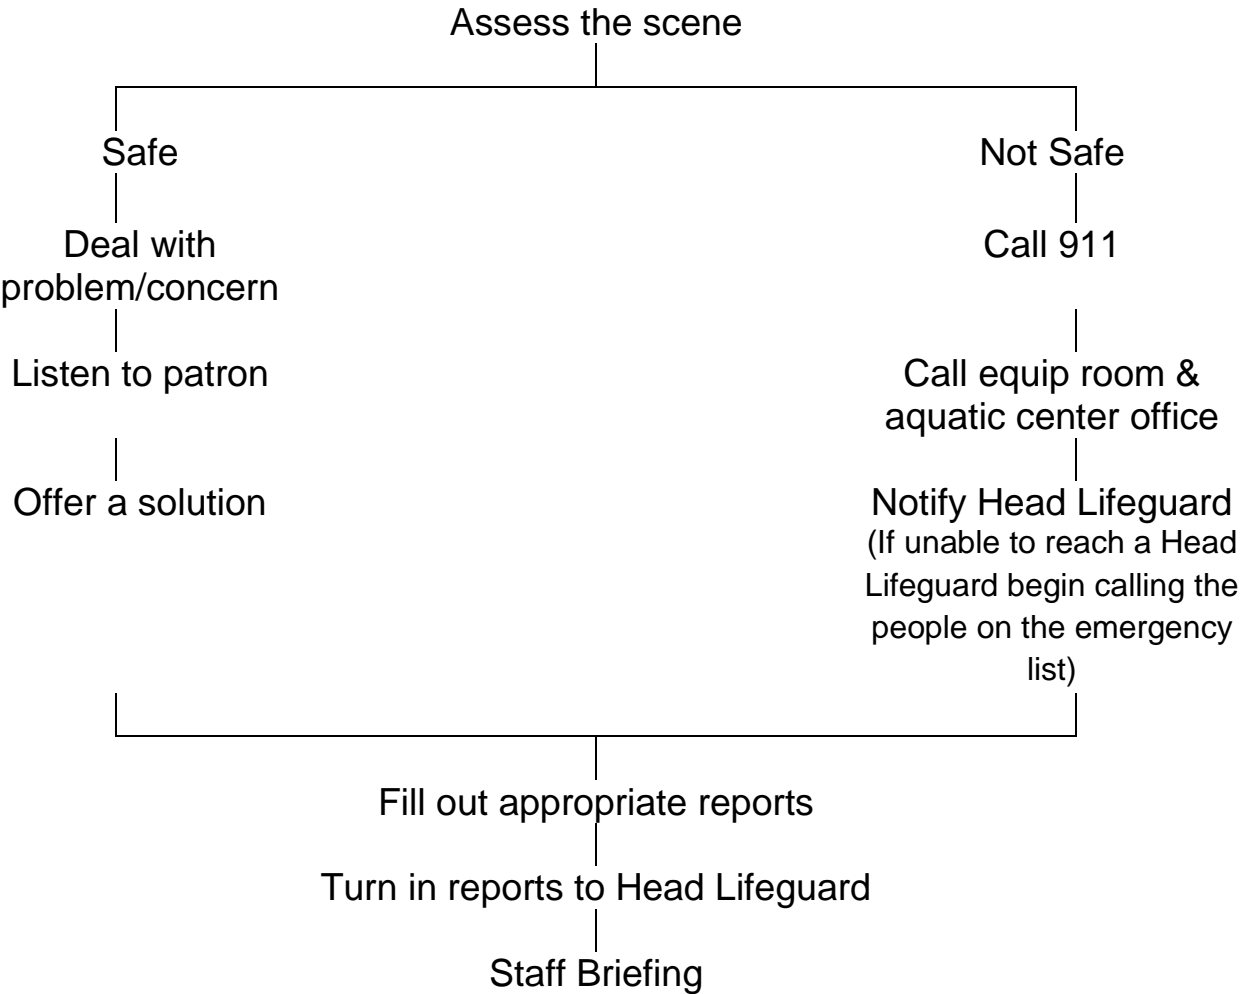 Assess the scene
Safe
Deal with
problem/concern
Listen to patron
Offer a solution
Not Safe
Call 911
Call equip room &
aquatic center office
Notify Head Lifeguard
(If unable to reach a Head
Lifeguard begin calling the
people on the emergency
list)
Fill out appropriate reports
Turn in reports to Head Lifeguard
Staff Briefing